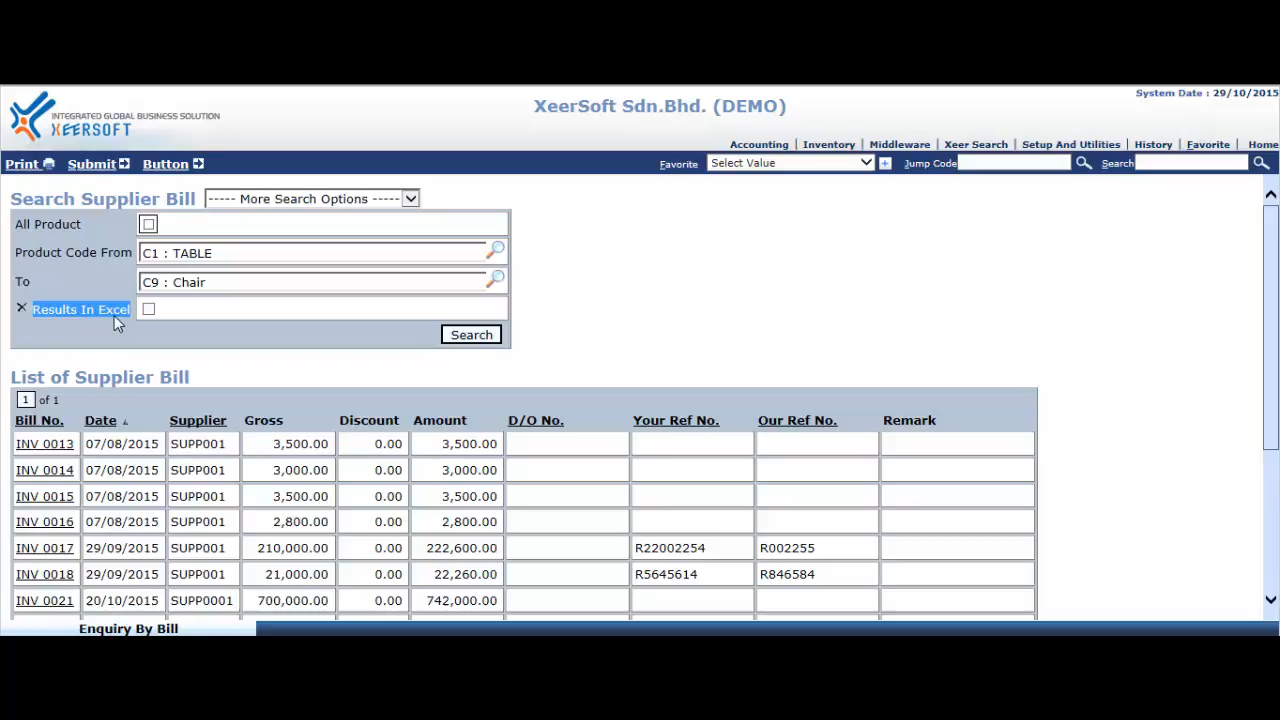 System Date : 29/10/2015
XeerSoft Sdn.Bhd. (DEMO)
INTEGRATED GLOBAL BUSINESS SOLUTION
XEERSOFT
Accounting | Inventory | Middleware | Xeer Search | Setup And Utilities | History | Favorite | Home
Print Submit Button Favorite Select Value Jump Code Search
Search Supplier Bill ----- More Search Options -----
All Product
Product Code From C1 : TABLE
To C9 : Chair
Results In Excel
Search
List of Supplier Bill
1 of 1
Bill No. Date Supplier Gross Discount Amount D/O No. Your Ref No. Our Ref No. Remark
INV 0013 07/08/2015 SUPP001 3,500.00 0.00 3,500.00
INV 0014 07/08/2015 SUPP001 3,000.00 0.00 3,000.00
INV 0015 07/08/2015 SUPP001 3,500.00 0.00 3,500.00
INV 0016 07/08/2015 SUPP001 2,800.00 0.00 2,800.00
INV 0017 29/09/2015 SUPP001 210,000.00 0.00 222,600.00 R22002254 R002255
INV 0018 29/09/2015 SUPP001 21,000.00 0.00 22,260.00 R5645614 R846584
INV 0021 20/10/2015 SUPP0001 700,000.00 0.00 742,000.00
Enquiry By Bill